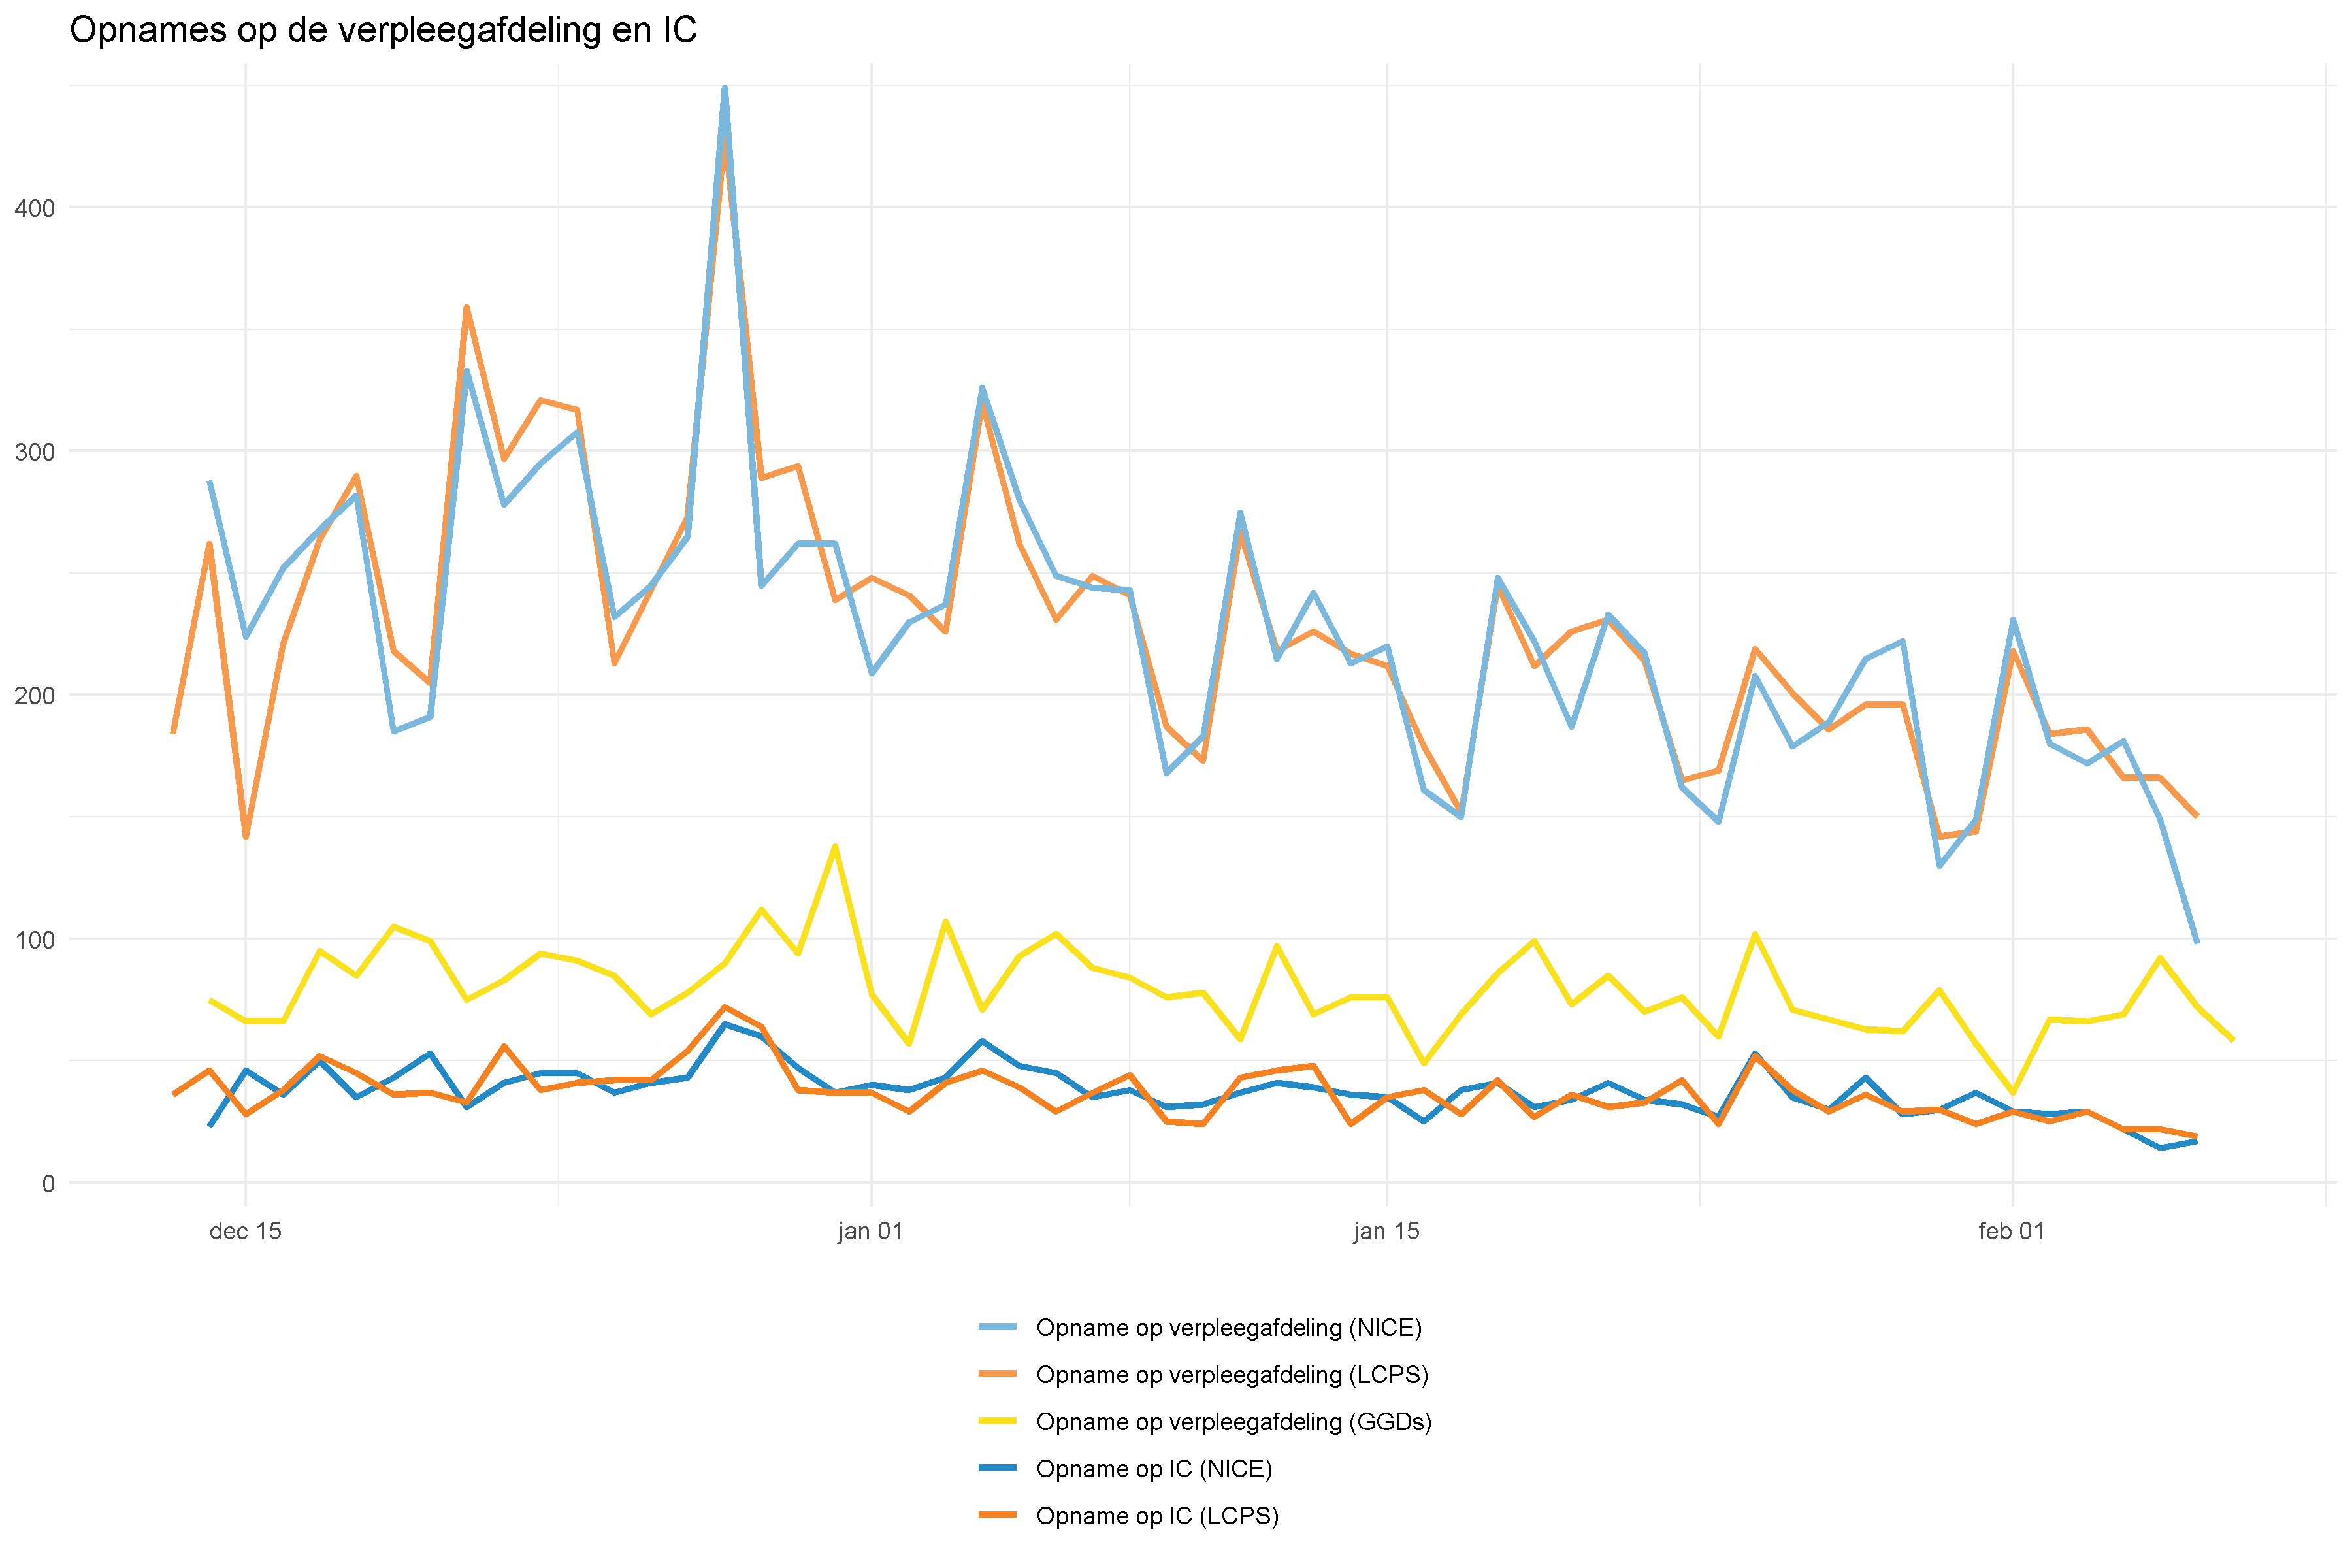 Opnames op de verpleegafdeling en IC
400
300
200
100
0
dec 15 jan 01 jan 15 feb 01
Opname op verpleegafdeling (NICE)
Opname op verpleegafdeling (LCPS)
Opname op verpleegafdeling (GGDs)
Opname op IC (NICE)
Opname op IC (LCPS)